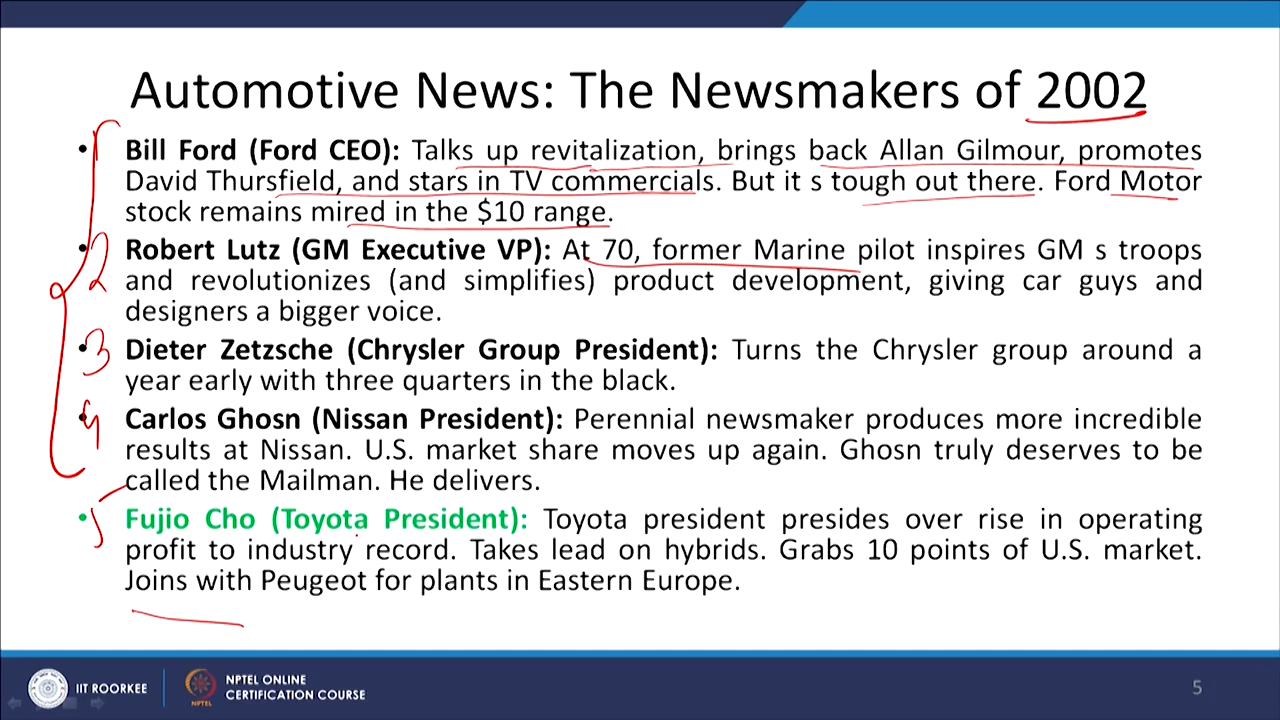 Automotive News: The Newsmakers of 2002
• Bill Ford (Ford CEO): Talks up revitalization, brings back Allan Gilmour, promotes
David Thursfield, and stars in TV commercials. But it s tough out there. Ford Motor
stock remains mired in the $10 range.
• 2 Robert Lutz (GM Executive VP): At 70, former Marine pilot inspires GM s troops
and revolutionizes (and simplifies) product development, giving car guys and
designers a bigger voice.
• 3 Dieter Zetzsche (Chrysler Group President): Turns the Chrysler group around a
year early with three quarters in the black.
• 4 Carlos Ghosn (Nissan President): Perennial newsmaker produces more incredible
results at Nissan. U.S. market share moves up again. Ghosn truly deserves to be
called the Mailman. He delivers.
• 5 Fujio Cho (Toyota President): Toyota president presides over rise in operating
profit to industry record. Takes lead on hybrids. Grabs 10 points of U.S. market.
Joins with Peugeot for plants in Eastern Europe.
IIT ROORKEE
NPTEL
NPTEL ONLINE
CERTIFICATION COURSE
5